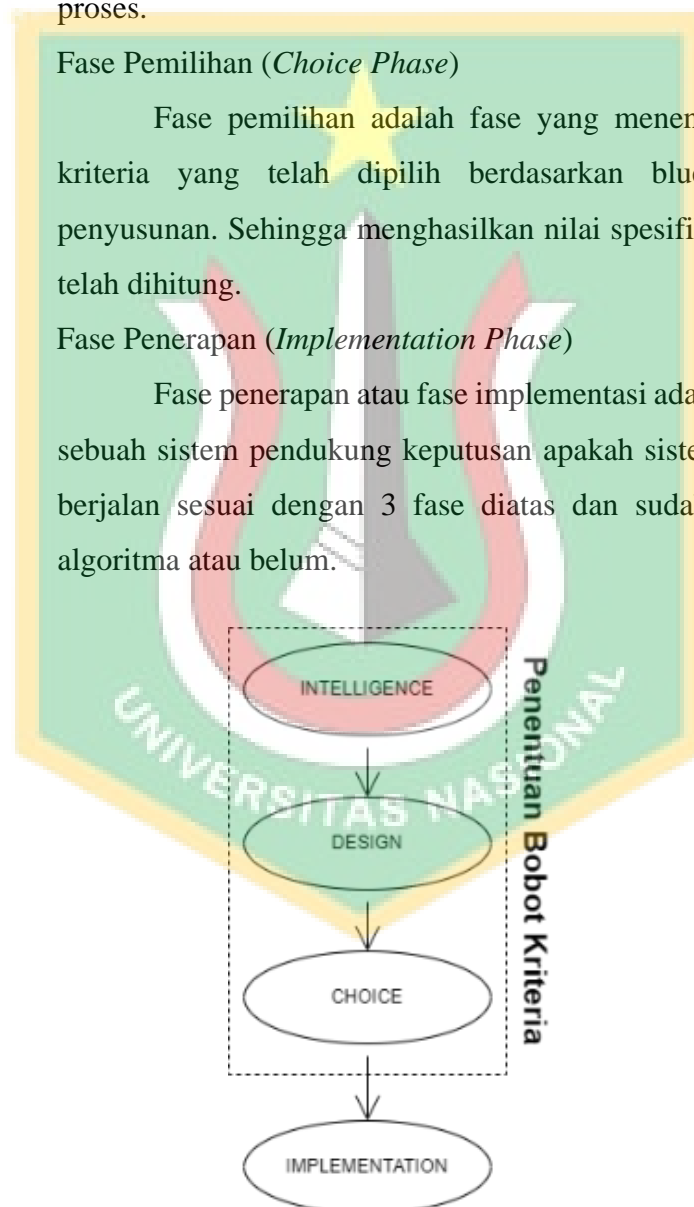 proses.
Fase Pemilihan (Choice Phase)
Fase pemilihan adalah fase yang menen
kriteria yang telah dipilih berdasarkan blue
penyusunan. Sehingga menghasilkan nilai spesifi
telah dihitung.
Fase Penerapan (Implementation Phase)
Fase penerapan atau fase implementasi ada
sebuah sistem pendukung keputusan apakah siste
berjalan sesuai dengan 3 fase diatas dan suda
algoritma atau belum.
INTELLIGENCE
DESIGN
CHOICE
IMPLEMENTATION
Penentuan Bobot Kriteria
UNIVERSITAS NASIONAL